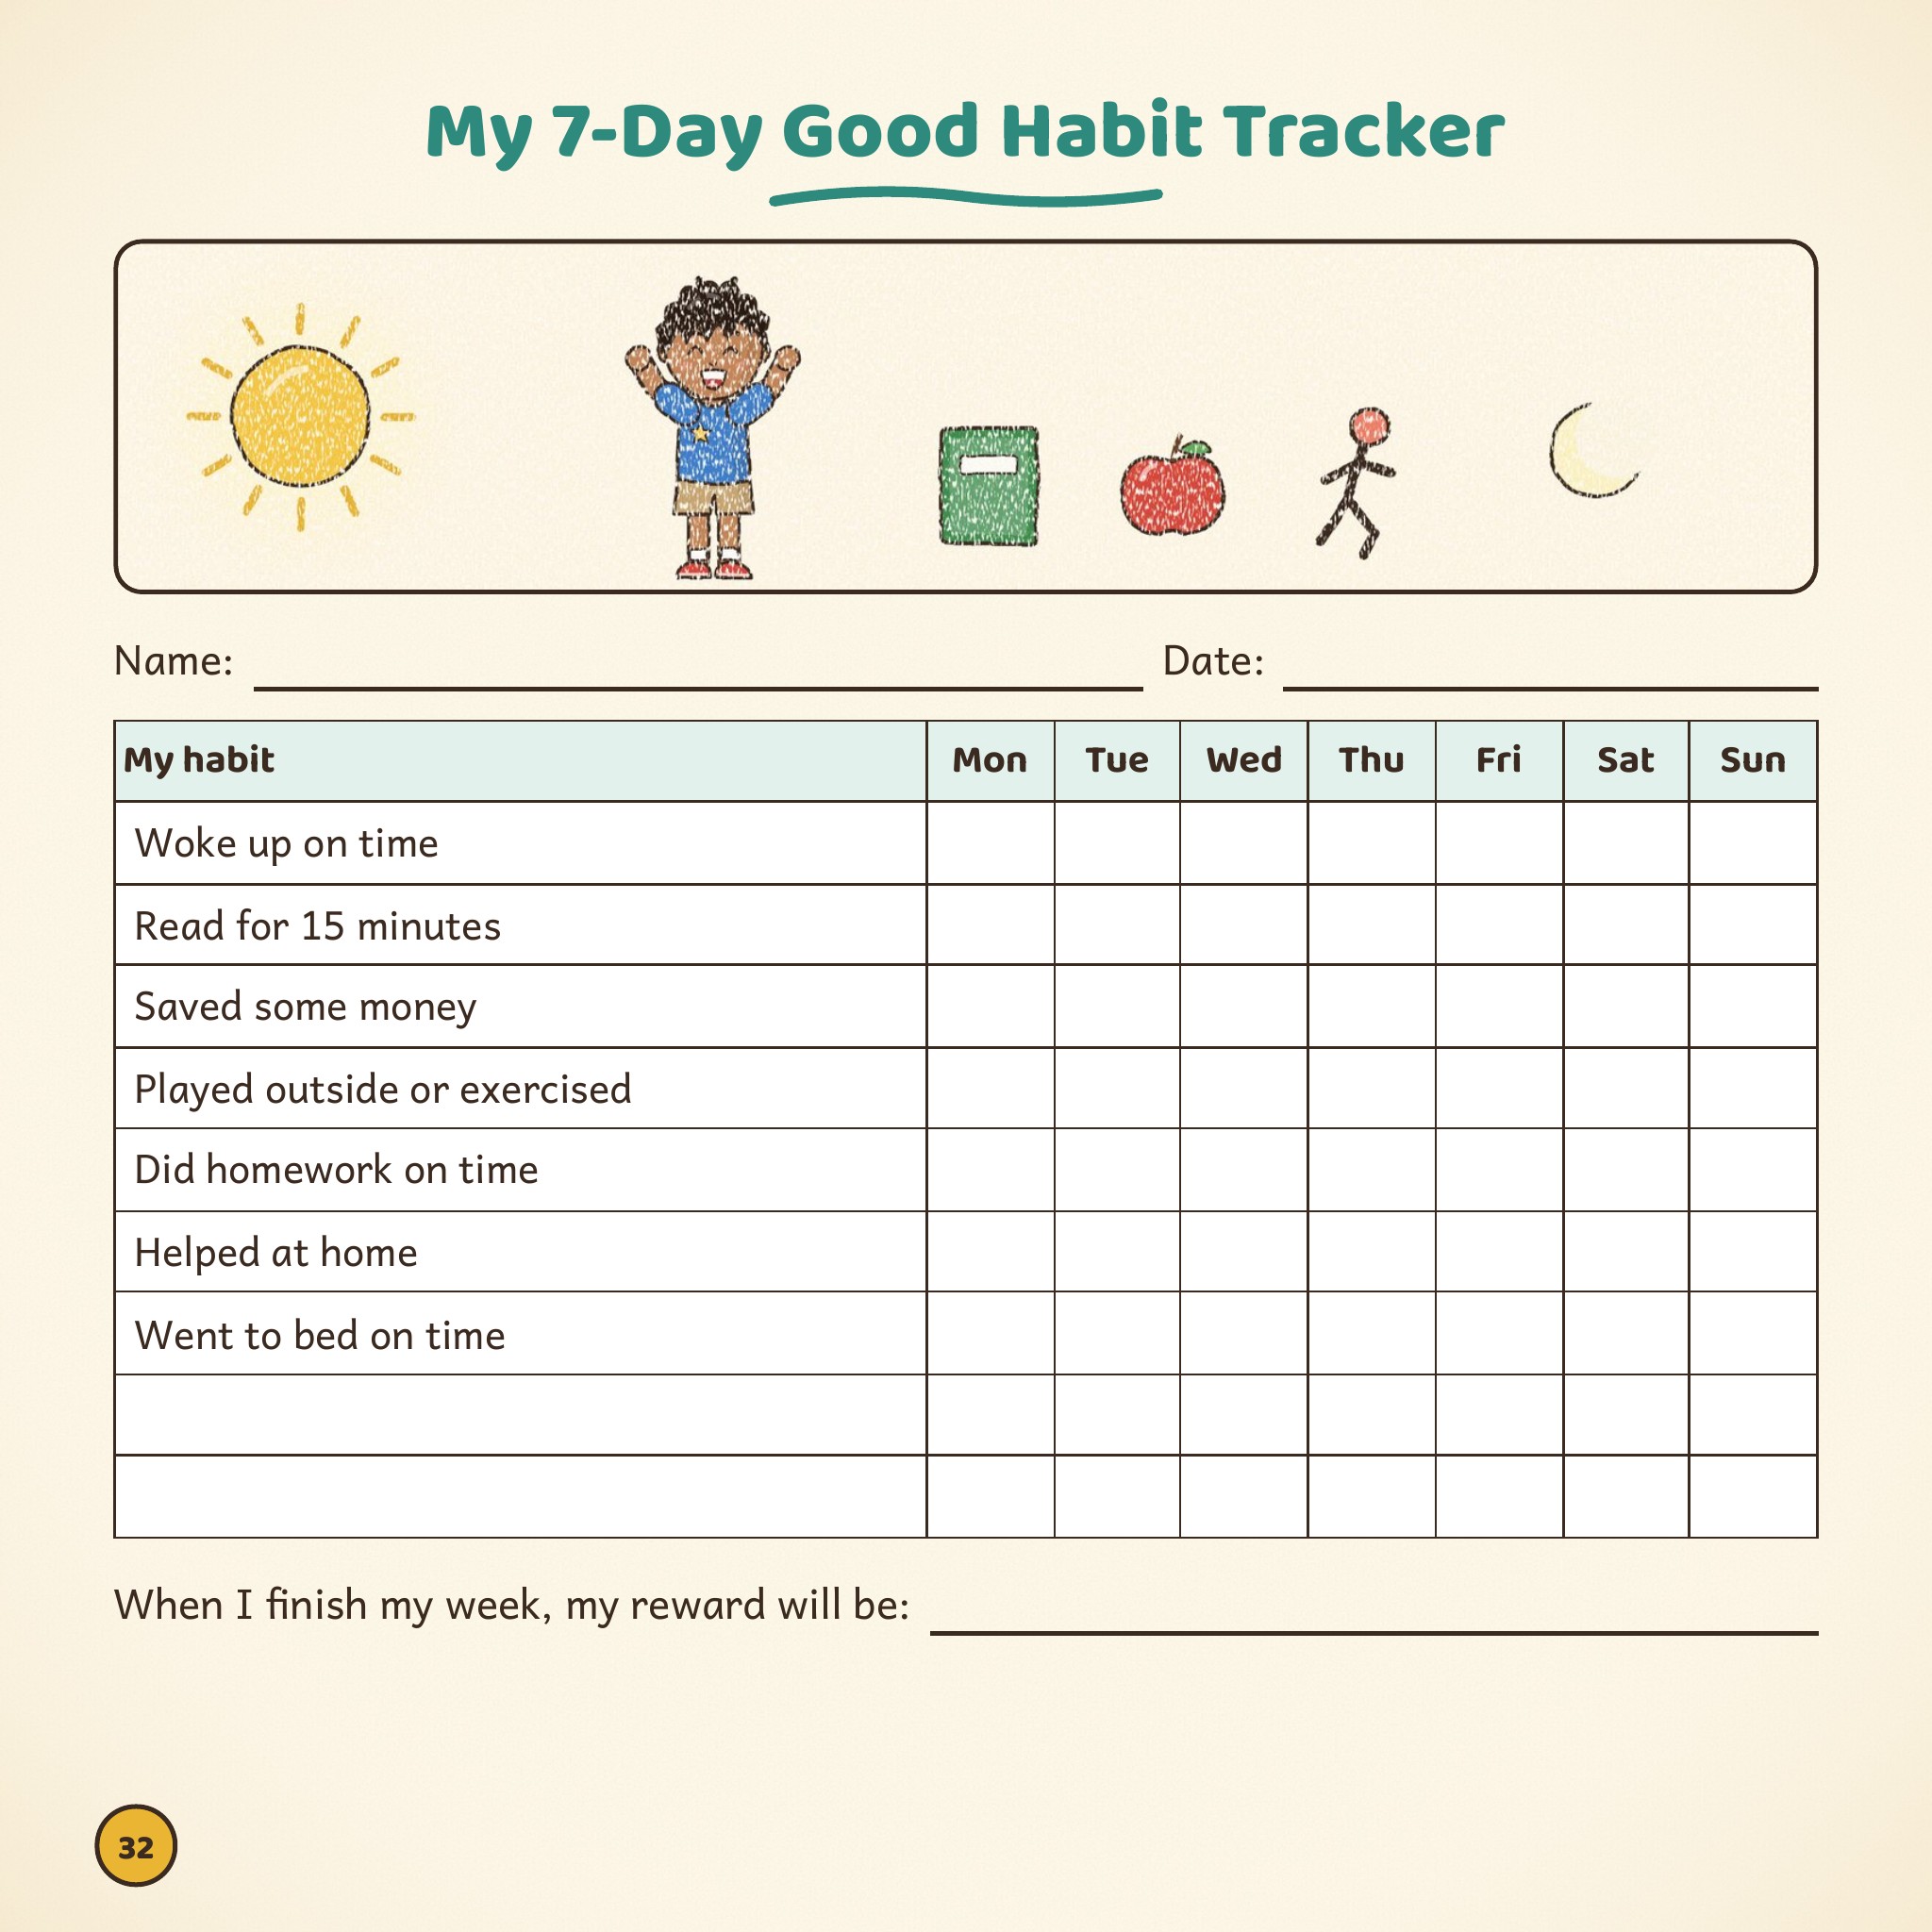 My 7-Day Good Habit Tracker
Name: Date:
My habit Mon Tue Wed Thu Fri Sat Sun
Woke up on time
Read for 15 minutes
Saved some money
Played outside or exercised
Did homework on time
Helped at home
Went to bed on time
When I finish my week, my reward will be:
32